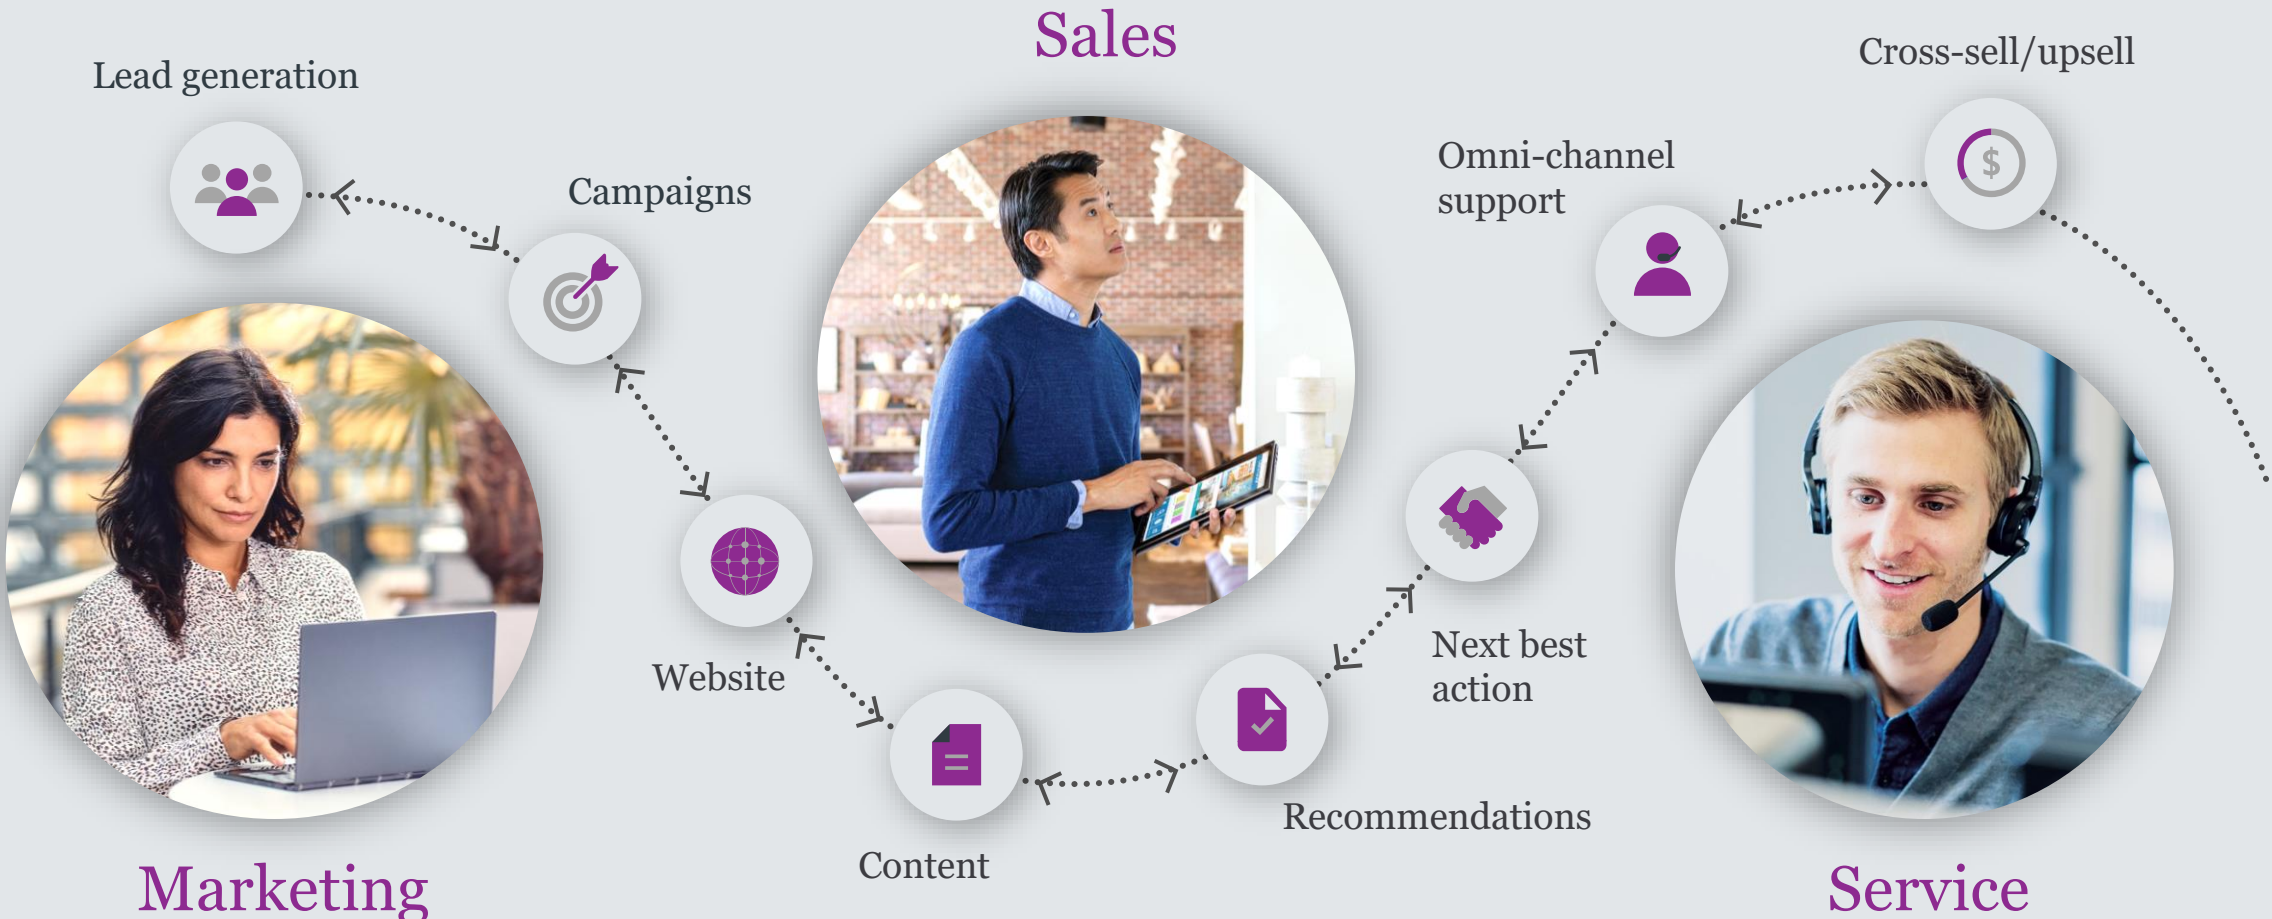 Sales
Lead generation
Cross-sell/upsell
Campaigns
Omni-channel
support
Website
Next best
action
Recommendations
Content
Marketing
Service
$